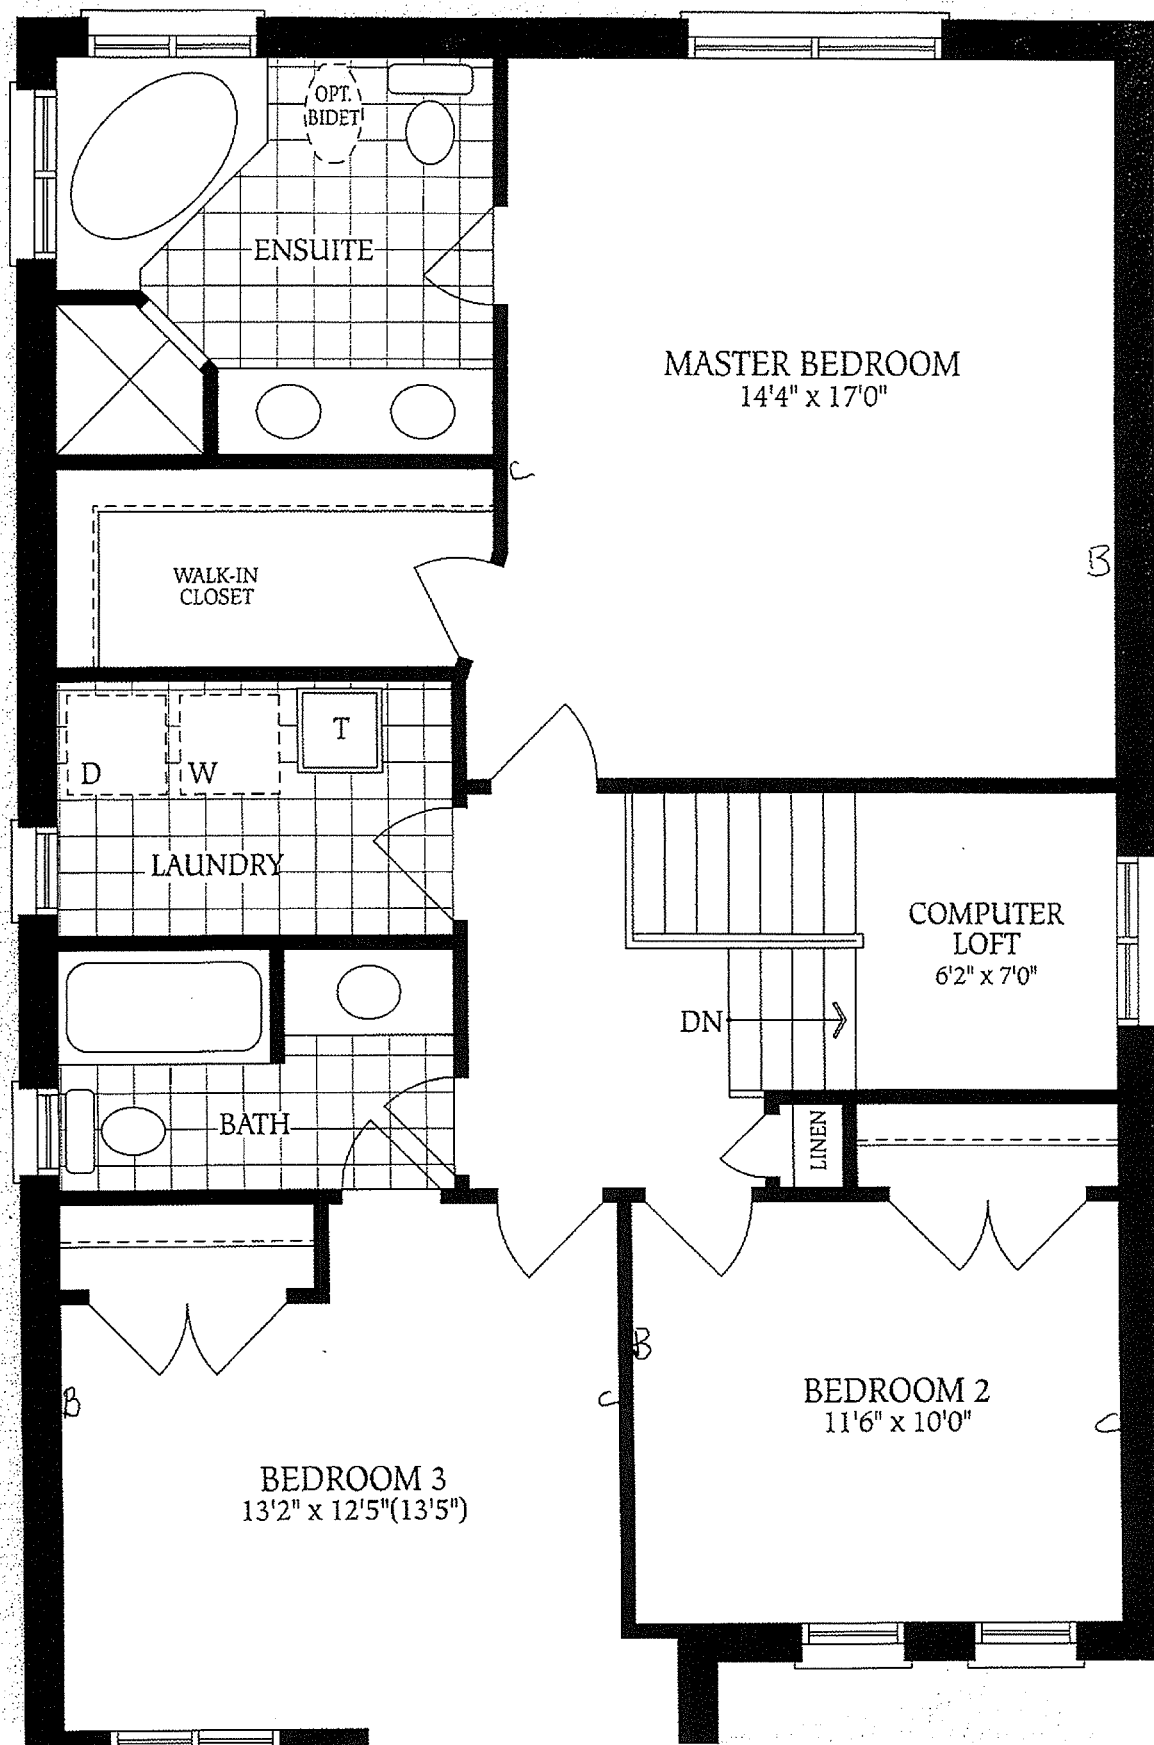 OPT.
BIDET
ENSUITE
MASTER BEDROOM
14'4" x 17'0"
C
B
WALK-IN
CLOSET
D
W
T
LAUNDRY
COMPUTER
LOFT
6'2" x 7'0"
DN
BATH
LINEN
B
B
C
BEDROOM 2
11'6" x 10'0"
C
BEDROOM 3
13'2" x 12'5"(13'5")